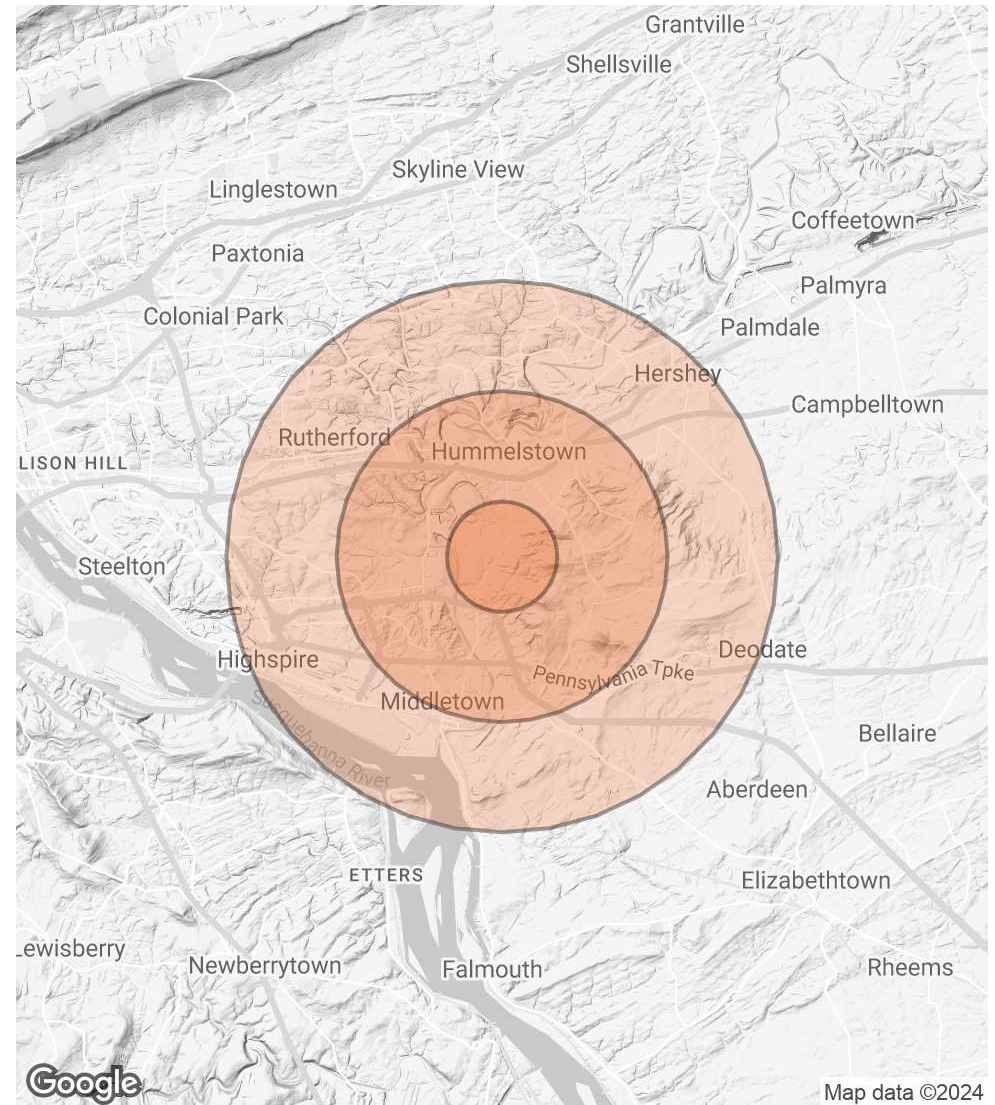 Grantville
Shellsville
Skyline View
Linglestown
Coffeetown
Paxtonia
Palmyra
Colonial Park
Palmdale
Hershey
Campbelltown
Rutherford
Hummelstown
LISON HILL
Steelton
Deodate
Highspire
Pennsylvania Tpke
Middletown
Susquehanna River
Bellaire
Aberdeen
ETTERS
Elizabethtown
Lewisberry
Newberrytown
Falmouth
Rheems
Google
Map data ©2024